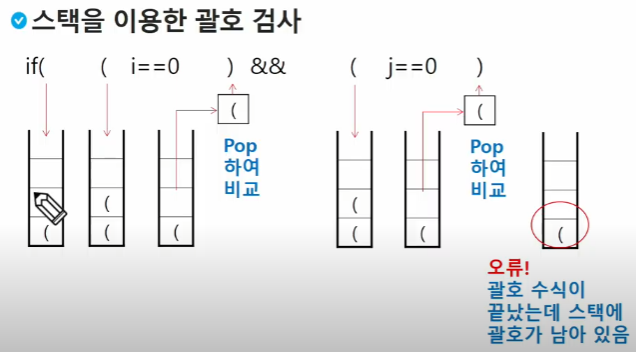 스택을 이용한 괄호 검사
if( ( i==0 ) && ( j==0 )
( (
Pop
하여
비교
Pop
하여
비교
( (
( ( ( ( ( (
오류!
괄호 수식이
끝났는데 스택에
괄호가 남아 있음